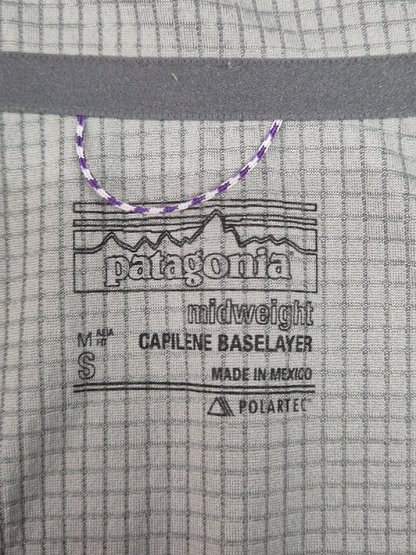 patagonia
midweight
M ASIA FIT CAPILENE BASELAYER
S MADE IN MEXICO
POLARTEC